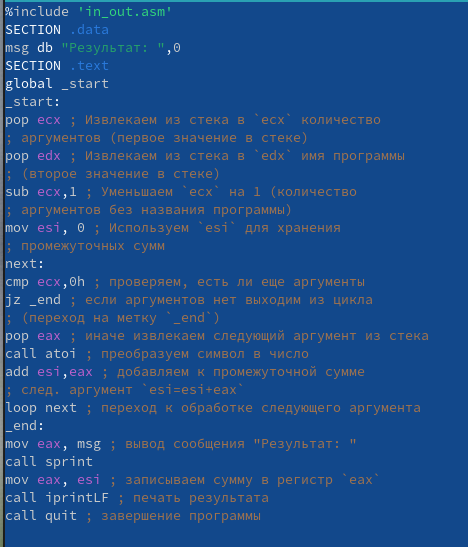 %include 'in_out.asm'
SECTION .data
msg db "Результат: ",0
SECTION .text
global _start
_start:
pop ecx ; Извлекаем из стека в `ecx` количество
; аргументов (первое значение в стеке)
pop edx ; Извлекаем из стека в `edx` имя программы
; (второе значение в стеке)
sub ecx,1 ; Уменьшаем `ecx` на 1 (количество
; аргументов без названия программы)
mov esi, 0 ; Используем `esi` для хранения
; промежуточных сумм
next:
cmp ecx,0h ; проверяем, есть ли еще аргументы
jz _end ; если аргументов нет выходим из цикла
; (переход на метку `_end`)
pop eax ; иначе извлекаем следующий аргумент из стека
call atoi ; преобразуем символ в число
add esi,eax ; добавляем к промежуточной сумме
; след. аргумент `esi=esi+eax`
loop next ; переход к обработке следующего аргумента
_end:
mov eax, msg ; вывод сообщения "Результат: "
call sprint
mov eax, esi ; записываем сумму в регистр `eax`
call iprintLF ; печать результата
call quit ; завершение программы